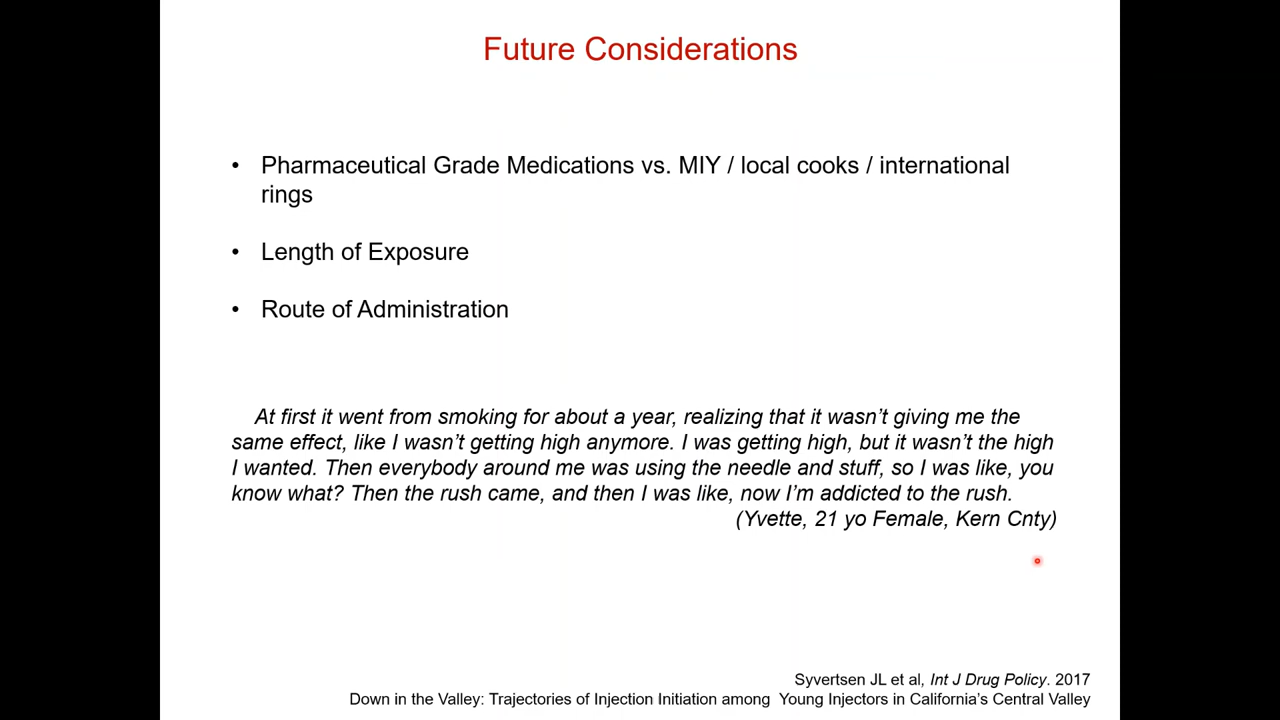 Future Considerations
• Pharmaceutical Grade Medications vs. MIY / local cooks / international
rings
• Length of Exposure
• Route of Administration
At first it went from smoking for about a year, realizing that it wasn’t giving me the
same effect, like I wasn’t getting high anymore. I was getting high, but it wasn’t the high
I wanted. Then everybody around me was using the needle and stuff, so I was like, you
know what? Then the rush came, and then I was like, now I’m addicted to the rush.
(Yvette, 21 yo Female, Kern Cnty)
Syvertsen JL et al, Int J Drug Policy. 2017
Down in the Valley: Trajectories of Injection Initiation among Young Injectors in California’s Central Valley